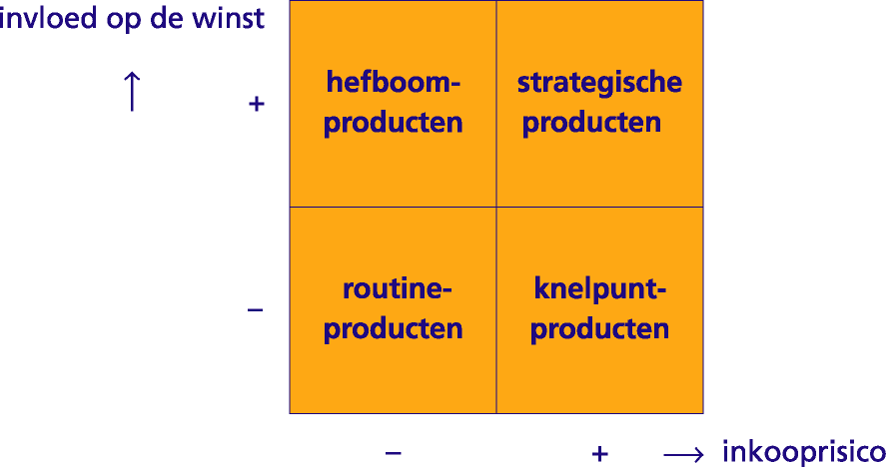 invloed op de winst
↑
+
hefboom-
producten
strategische
producten
–
routine-
producten
knelpunt-
producten
–
+
→ inkooprisico